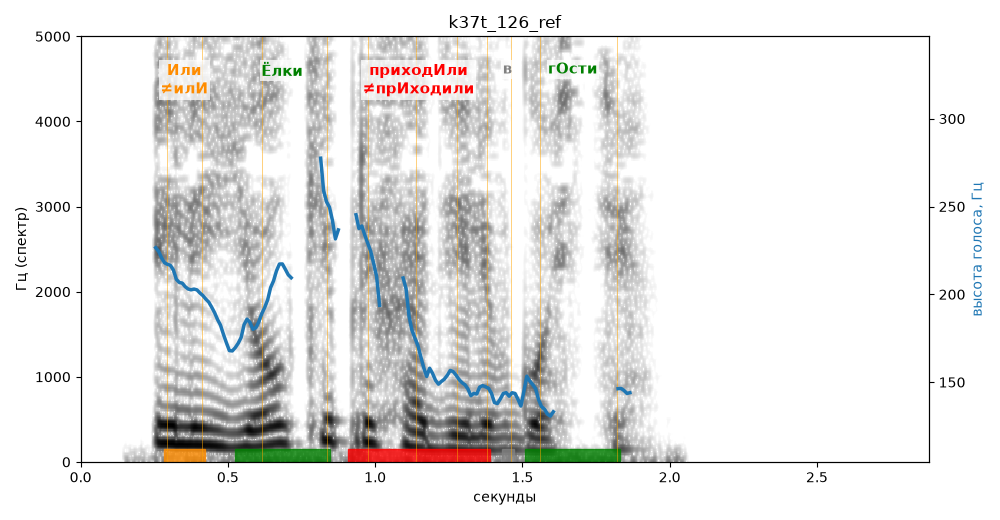 k37t_126_ref
5000
4000
3000
2000
1000
0
Гц (спектр)
Или
≠илИ
Ёлки
приходИли
≠прИходили
в
гОсти
300
250
200
150
высота голоса, Гц
0.0 0.5 1.0 1.5 2.0 2.5
секунды